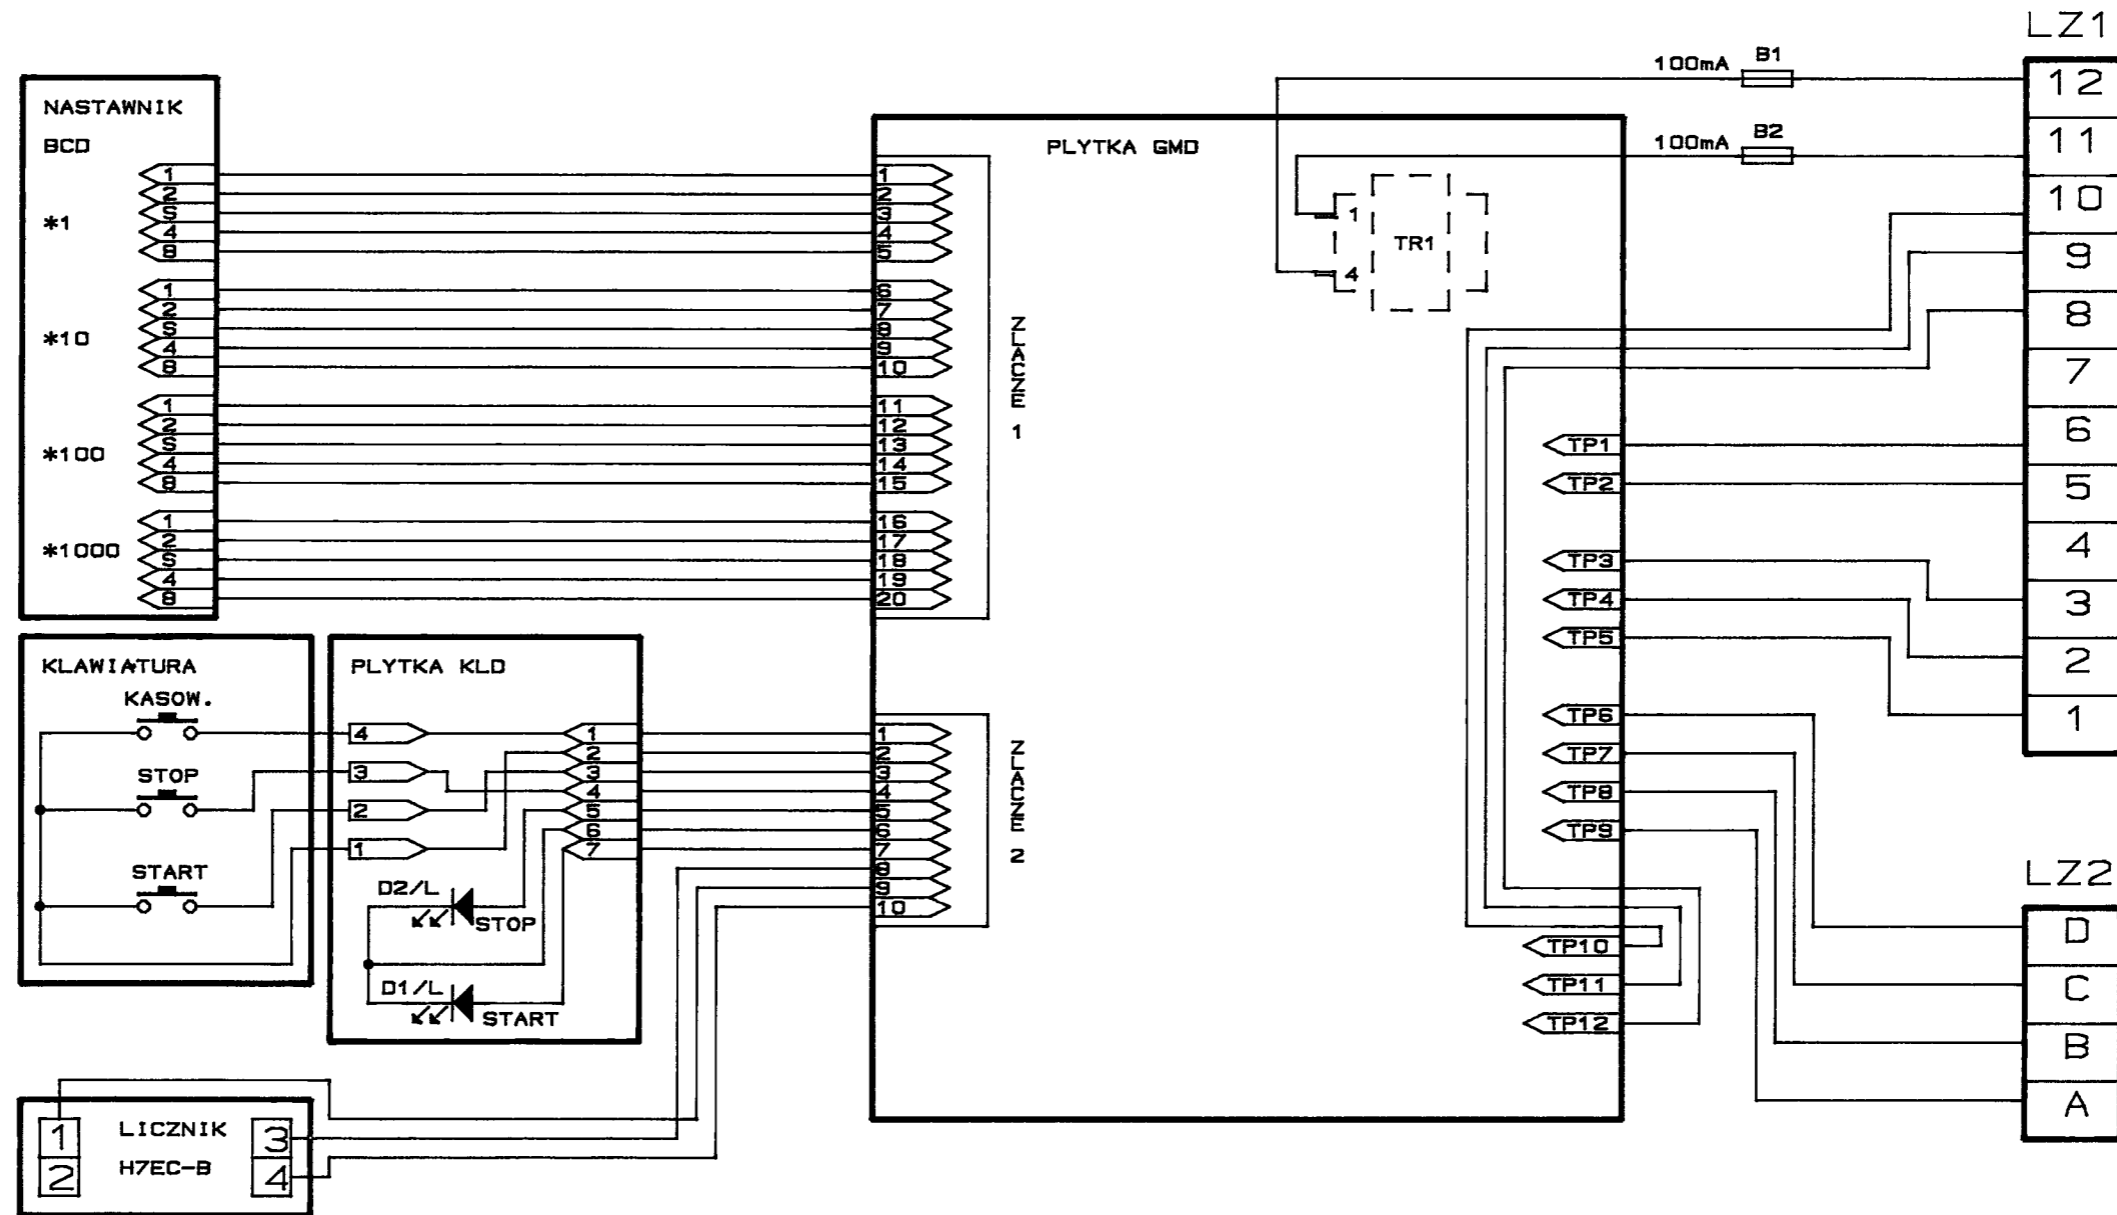 NASTAWNIK
BCD
*1
1
2
S
4
8
*10
1
2
S
4
8
*100
1
2
S
4
8
*1000
1
2
S
4
8
KLAWIATURA
KASOW.
STOP
START
PLYTKA KLD
4
3
2
1
1
2
3
4
5
6
7
D2/L
STOP
D1/L
START
LICZNIK
H7EC-B
1
2
3
4
PLYTKA GMD
1
2
3
4
5
6
7
8
9
10
11
12
13
14
15
16
17
18
19
20
ZLACZE 1
1
2
3
4
5
6
7
8
9
10
ZLACZE 2
1
TR1
4
TP1
TP2
TP3
TP4
TP5
TP6
TP7
TP8
TP9
TP10
TP11
TP12
100mA B1
100mA B2
LZ1
12
11
10
9
8
7
6
5
4
3
2
1
LZ2
D
C
B
A